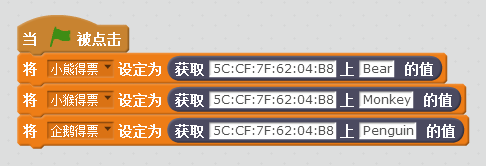 当 被点击
将 小熊得票 设定为 获取 5C:CF:7F:62:04:B8 上 Bear 的值
将 小猴得票 设定为 获取 5C:CF:7F:62:04:B8 上 Monkey 的值
将 企鹅得票 设定为 获取 5C:CF:7F:62:04:B8 上 Penguin 的值